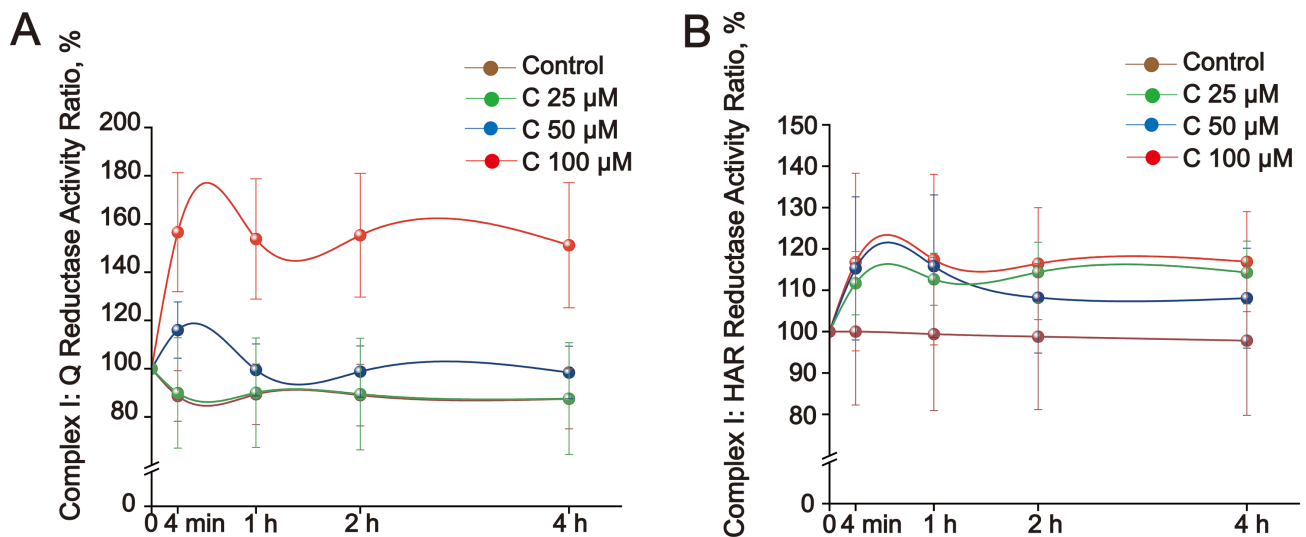 A
Complex I: Q Reductase Activity Ratio, %
Control
C 25 µM
C 50 µM
C 100 µM
200
180
160
140
120
100
80
0
0 4 min 1 h 2 h 4 h
B
Complex I: HAR Reductase Activity Ratio, %
Control
C 25 µM
C 50 µM
C 100 µM
150
140
130
120
110
100
90
80
0
0 4 min 1 h 2 h 4 h